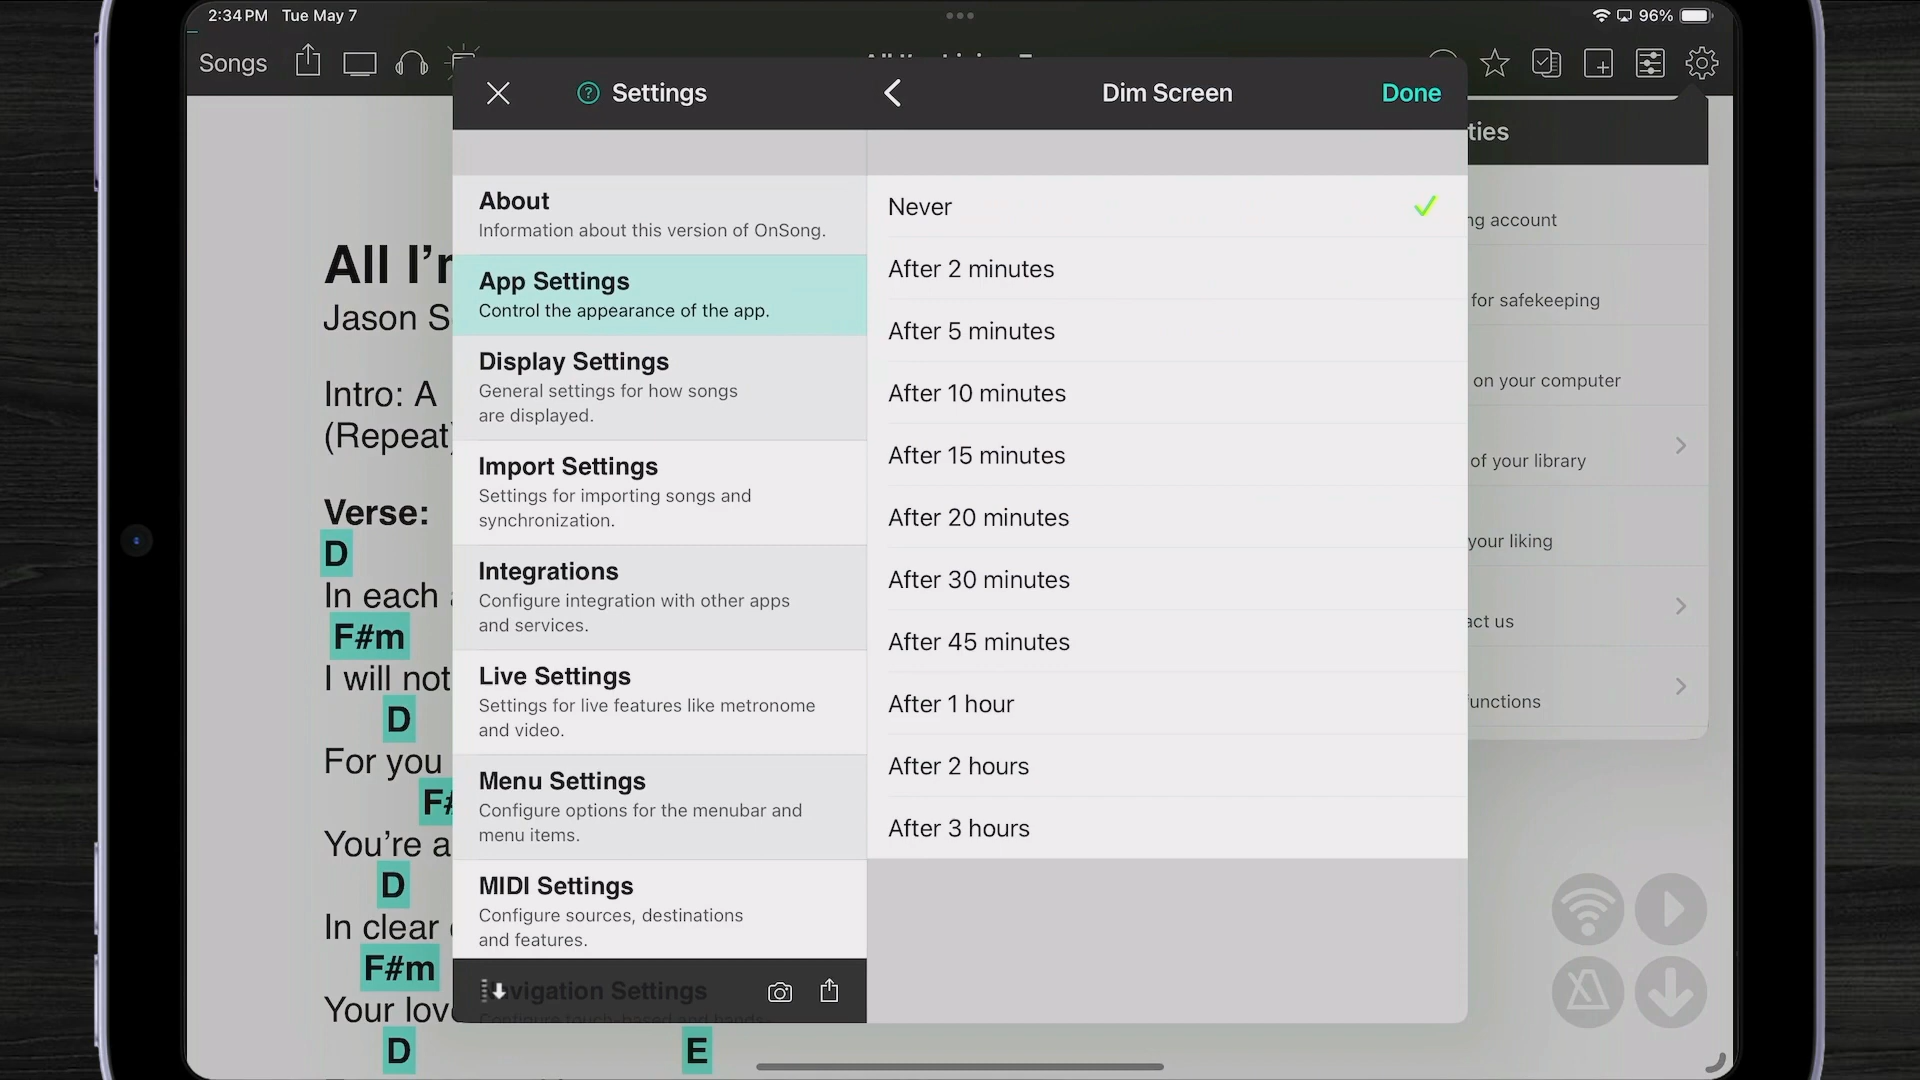 2:34 PM Tue May 7
96%
Songs
Settings
Dim Screen
Done
ties
About
Information about this version of OnSong.
App Settings
Control the appearance of the app.
Display Settings
General settings for how songs
are displayed.
Import Settings
Settings for importing songs and
synchronization.
Integrations
Configure integration with other apps
and services.
Live Settings
Settings for live features like metronome
and video.
Menu Settings
Configure options for the menubar and
menu items.
MIDI Settings
Configure sources, destinations
and features.
Navigation Settings
Never
After 2 minutes
After 5 minutes
After 10 minutes
After 15 minutes
After 20 minutes
After 30 minutes
After 45 minutes
After 1 hour
After 2 hours
After 3 hours
ng account
for safekeeping
on your computer
of your library
your liking
act us
unctions
All I'r
Jason S
Intro: A
(Repeat)
Verse:
D
In each
F#m
I will not
D
For you
F#
You're a
D
In clear
F#m
Your lov
D E